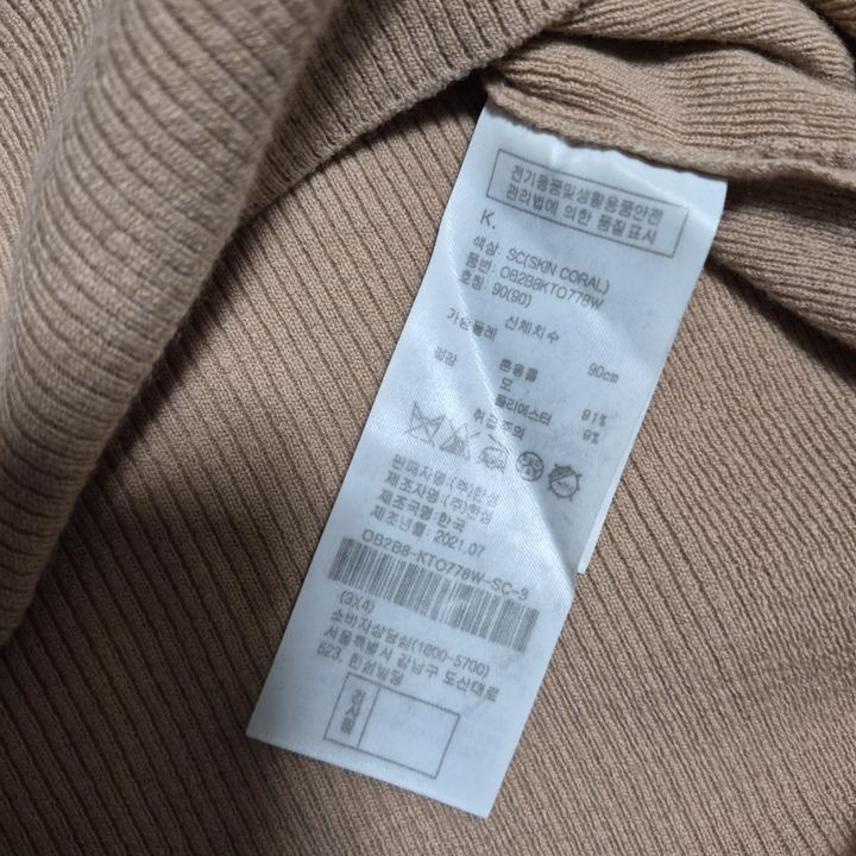 전기용품및생활용품안전
관리법에 의한 품질표시
K.
색상: SC(SKIN CORAL)
품번: OB2B8KTO778W
호칭: 90(90)
신체치수
가슴둘레 90cm
겉감 혼용률
모 91%
폴리에스터 9%
취급주의
판매자명:(주)한섬
제조자명:(주)한섬
제조국명:한국
제조년월: 2021.07
OB2B8-KTO778W-SC-3
(3)(4)
소비자상담실(1800-5700)
서울특별시 강남구 도산대로
523, 한섬빌딩